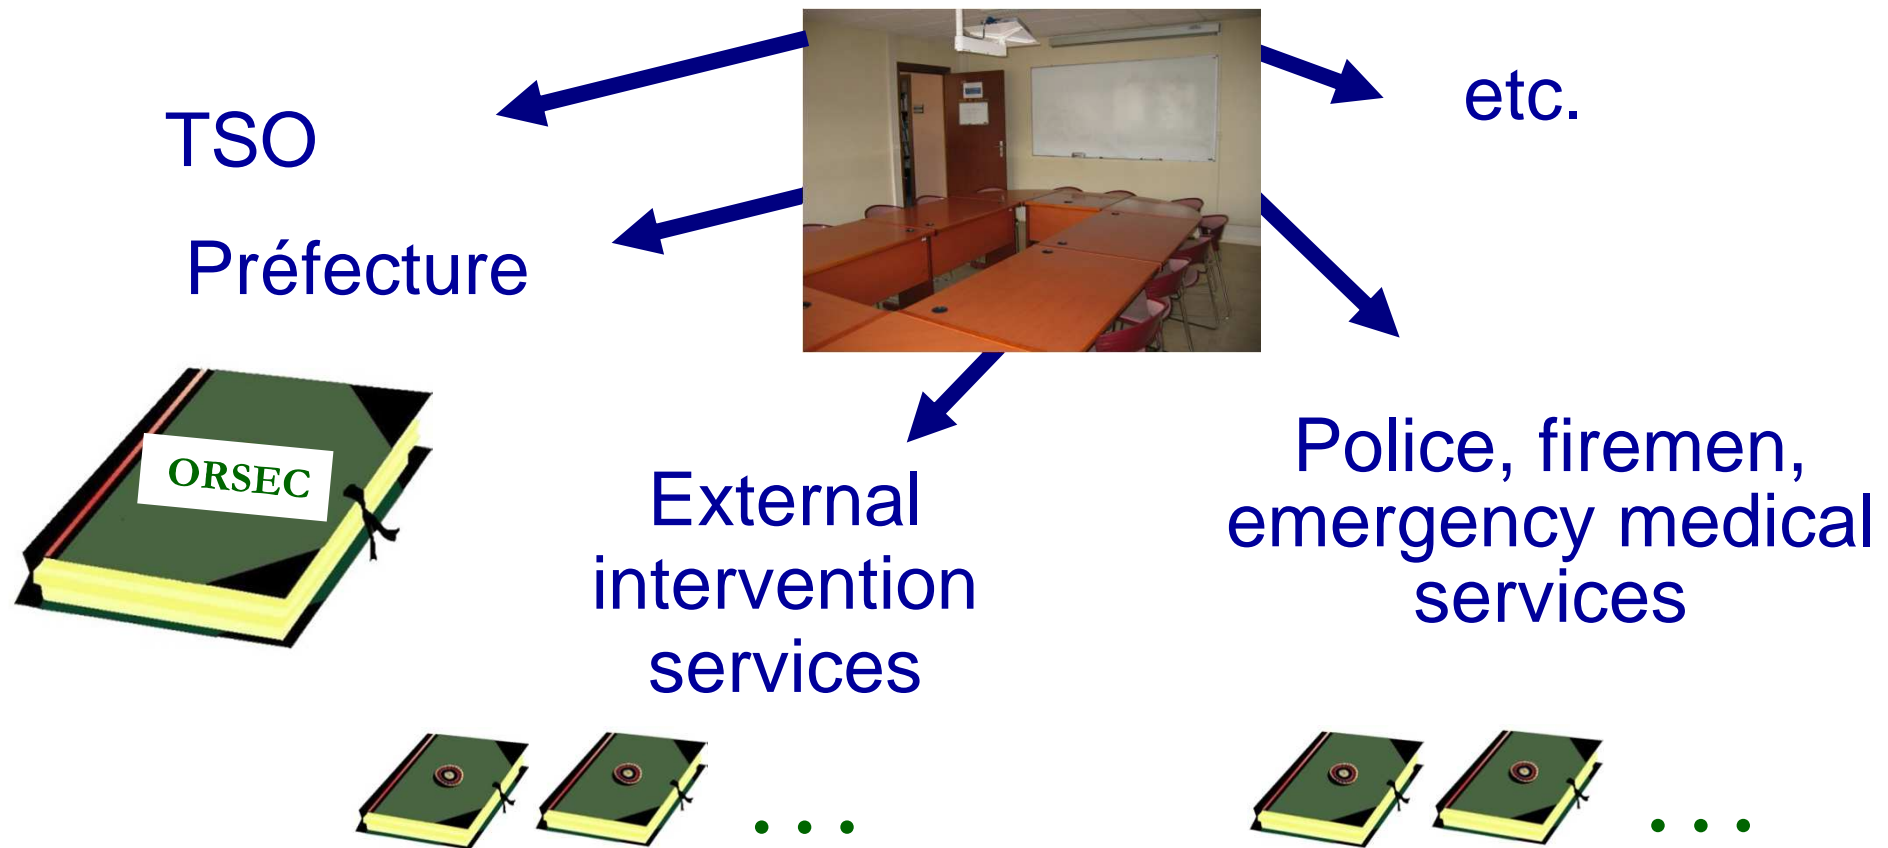 TSO
etc.
Préfecture
ORSEC
External
intervention
services
Police, firemen,
emergency medical
services
. . .
. . .